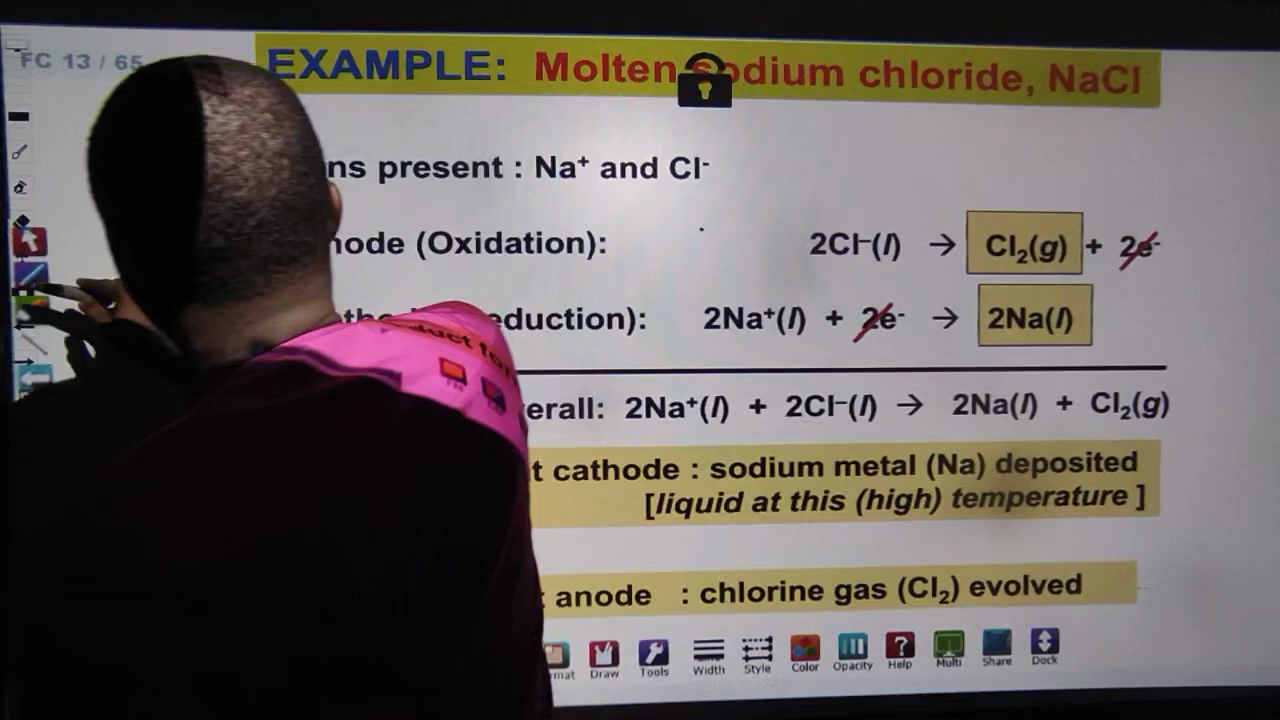 FC 13 / 65
EXAMPLE: Molten sodium chloride, NaCl
ns present : Na⁺ and Cl⁻
node (Oxidation): 2Cl⁻(l) → Cl₂(g) + 2e⁻
eduction): 2Na⁺(l) + 2e⁻ → 2Na(l)
erall: 2Na⁺(l) + 2Cl⁻(l) → 2Na(l) + Cl₂(g)
t cathode : sodium metal (Na) deposited
[liquid at this (high) temperature ]
anode : chlorine gas (Cl₂) evolved
mat Draw Tools Width Style Color Opacity Help Multi Share Dock